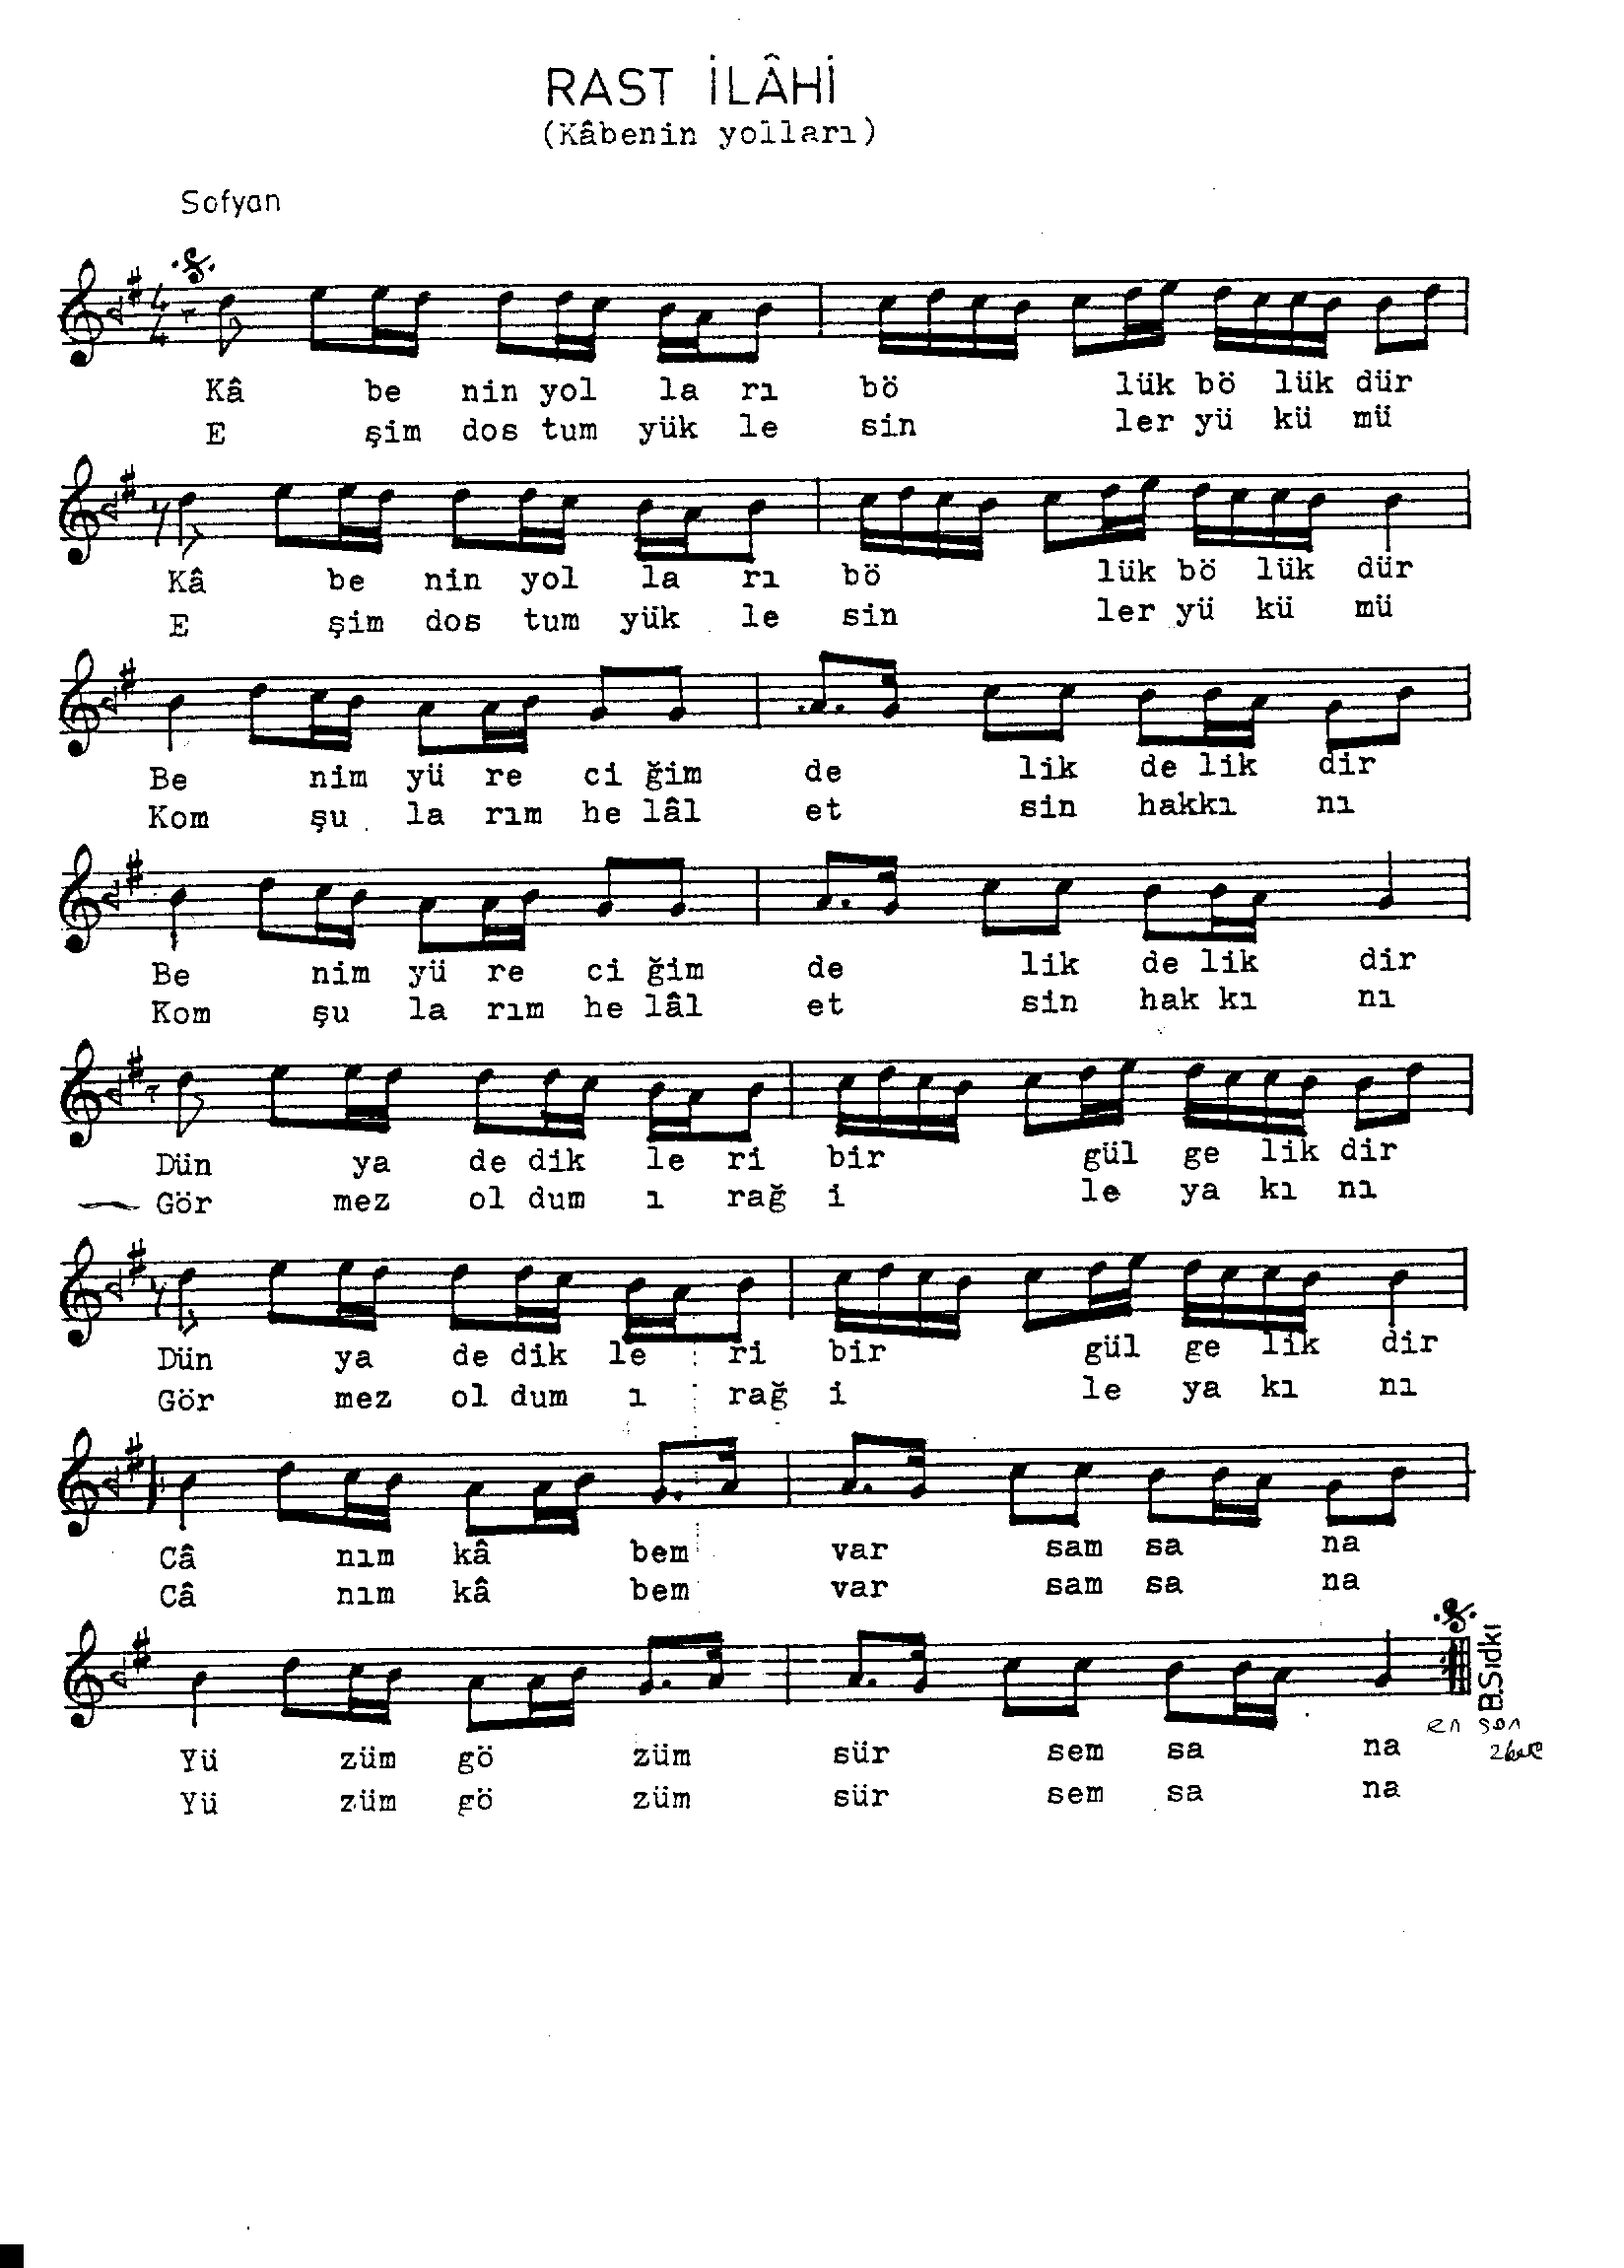 RAST İLÂHİ
(Kâbenin yolları)
Sofyan
4
4
Kâ be nin yol la rı bö lük bö lük dür
E şim dos tum yük le sin ler yü kü mü
Kâ be nin yol la rı bö lük bö lük dür
E şim dos tum yük le sin ler yü kü mü
Be nim yü re ci ğim de lik de lik dir
Kom şu la rım he lâl et sin hakkı nı
Be nim yü re ci ğim de lik de lik dir
Kom şu la rım he lâl et sin hak kı nı
Dün ya de dik le ri bir gül ge lik dir
Gör mez ol dum ı rağ i le ya kı nı
Dün ya de dik le ri bir gül ge lik dir
Gör mez ol dum ı rağ i le ya kı nı
Câ nım kâ bem var sam sa na
Câ nım kâ bem var sam sa na
B.Sıdkı
en son
Yü züm gö züm sür sem sa na
Yü züm gö züm sür sem sa na